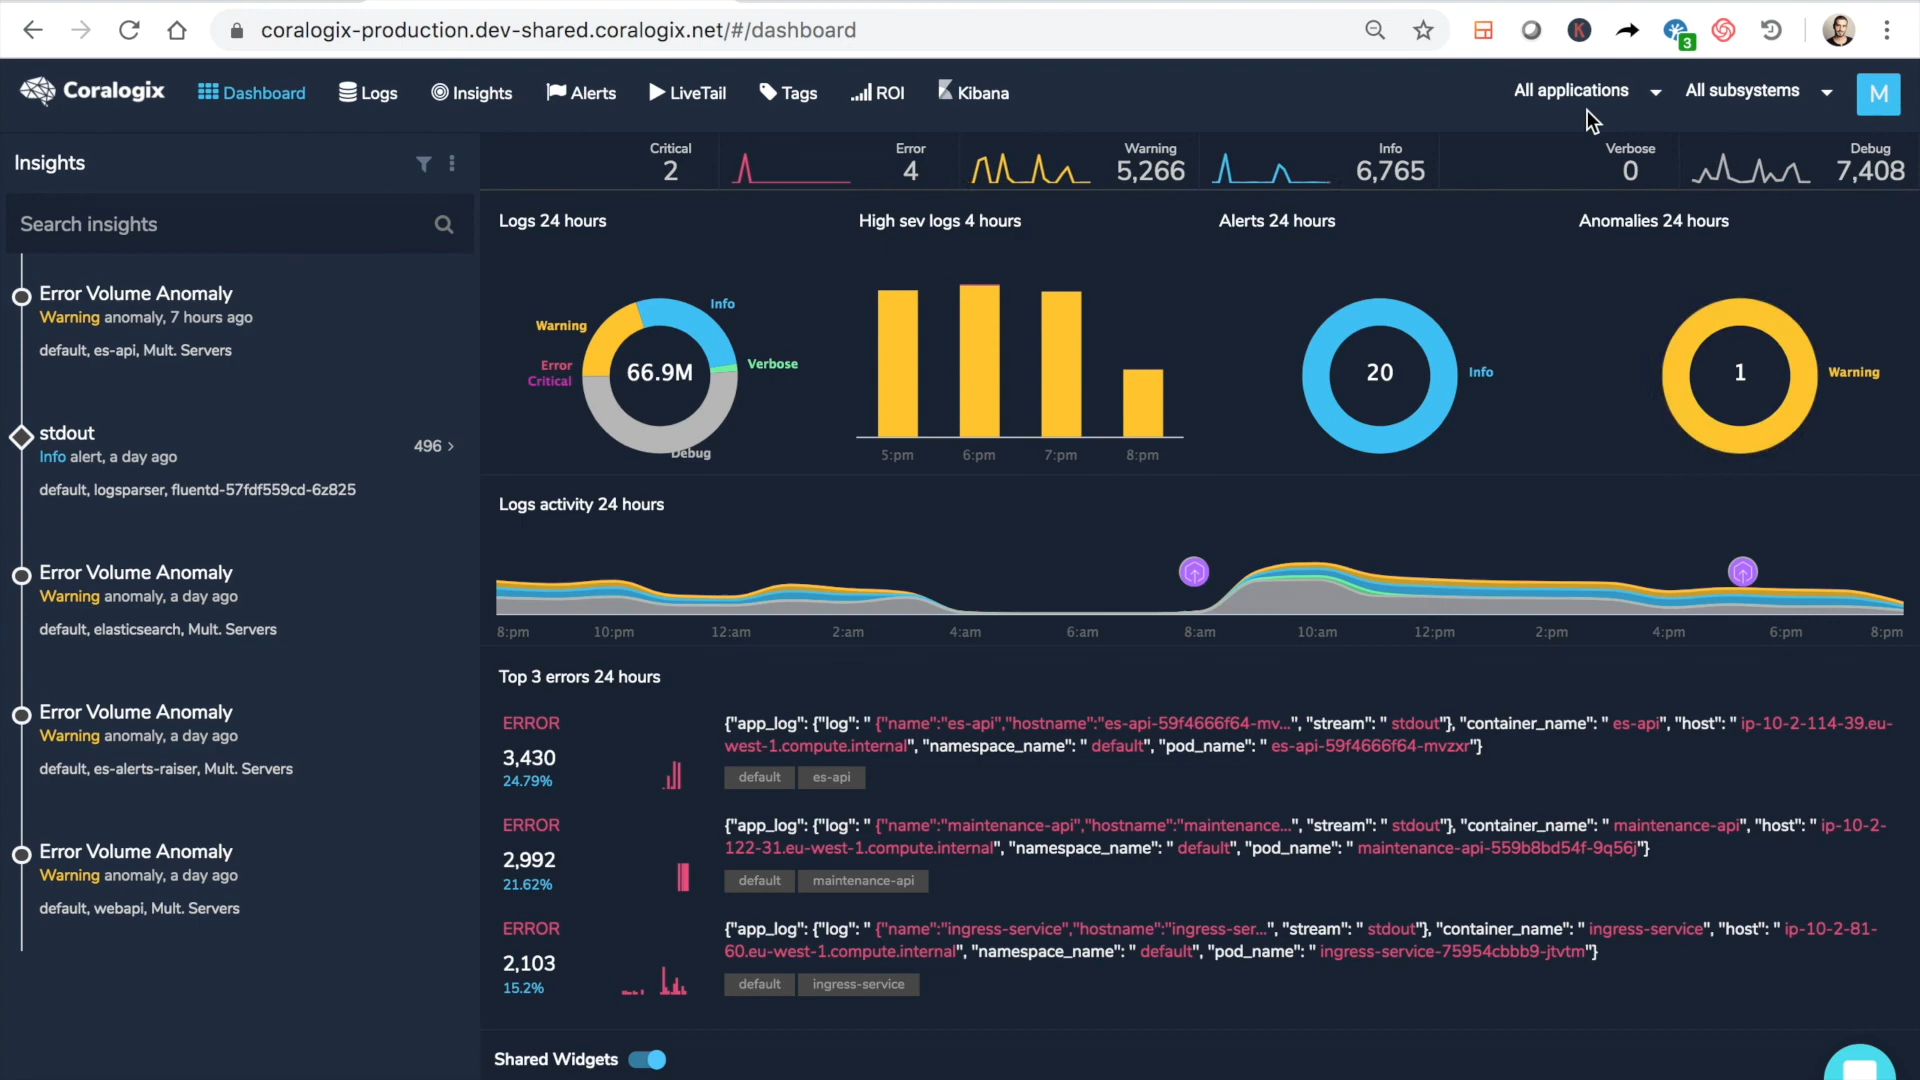 coralogix-production.dev-shared.coralogix.net/#/dashboard
K
3
Coralogix
Dashboard
Logs
Insights
Alerts
LiveTail
Tags
ROI
Kibana
All applications
All subsystems
M
Insights
Search insights
Error Volume Anomaly
Warning anomaly, 7 hours ago
default, es-api, Mult. Servers
stdout
Info alert, a day ago
496 >
default, logsparser, fluentd-57fdf559cd-6z825
Error Volume Anomaly
Warning anomaly, a day ago
default, elasticsearch, Mult. Servers
Error Volume Anomaly
Warning anomaly, a day ago
default, es-alerts-raiser, Mult. Servers
Error Volume Anomaly
Warning anomaly, a day ago
default, webapi, Mult. Servers
Critical
2
Error
4
Warning
5,266
Info
6,765
Verbose
0
Debug
7,408
Logs 24 hours
Info
Warning
Error
Critical
Verbose
Debug
66.9M
High sev logs 4 hours
5:pm 6:pm 7:pm 8:pm
Alerts 24 hours
20
Info
Anomalies 24 hours
1
Warning
Logs activity 24 hours
8:pm 10:pm 12:am 2:am 4:am 6:am 8:am 10:am 12:pm 2:pm 4:pm 6:pm 8:pm
Top 3 errors 24 hours
ERROR
3,430
24.79%
{"app_log": {"log": " {"name":"es-api","hostname":"es-api-59f4666f64-mv...", "stream": " stdout"}, "container_name": " es-api", "host": " ip-10-2-114-39.eu-
west-1.compute.internal", "namespace_name": " default", "pod_name": " es-api-59f4666f64-mvzxr"}
default es-api
ERROR
2,992
21.62%
{"app_log": {"log": " {"name":"maintenance-api","hostname":"maintenance...", "stream": " stdout"}, "container_name": " maintenance-api", "host": " ip-10-2-
122-31.eu-west-1.compute.internal", "namespace_name": " default", "pod_name": " maintenance-api-559b8bd54f-9q56j"}
default maintenance-api
ERROR
2,103
15.2%
{"app_log": {"log": " {"name":"ingress-service","hostname":"ingress-ser...", "stream": " stdout"}, "container_name": " ingress-service", "host": " ip-10-2-81-
60.eu-west-1.compute.internal", "namespace_name": " default", "pod_name": " ingress-service-75954cbbb9-jtvtm"}
default ingress-service
Shared Widgets